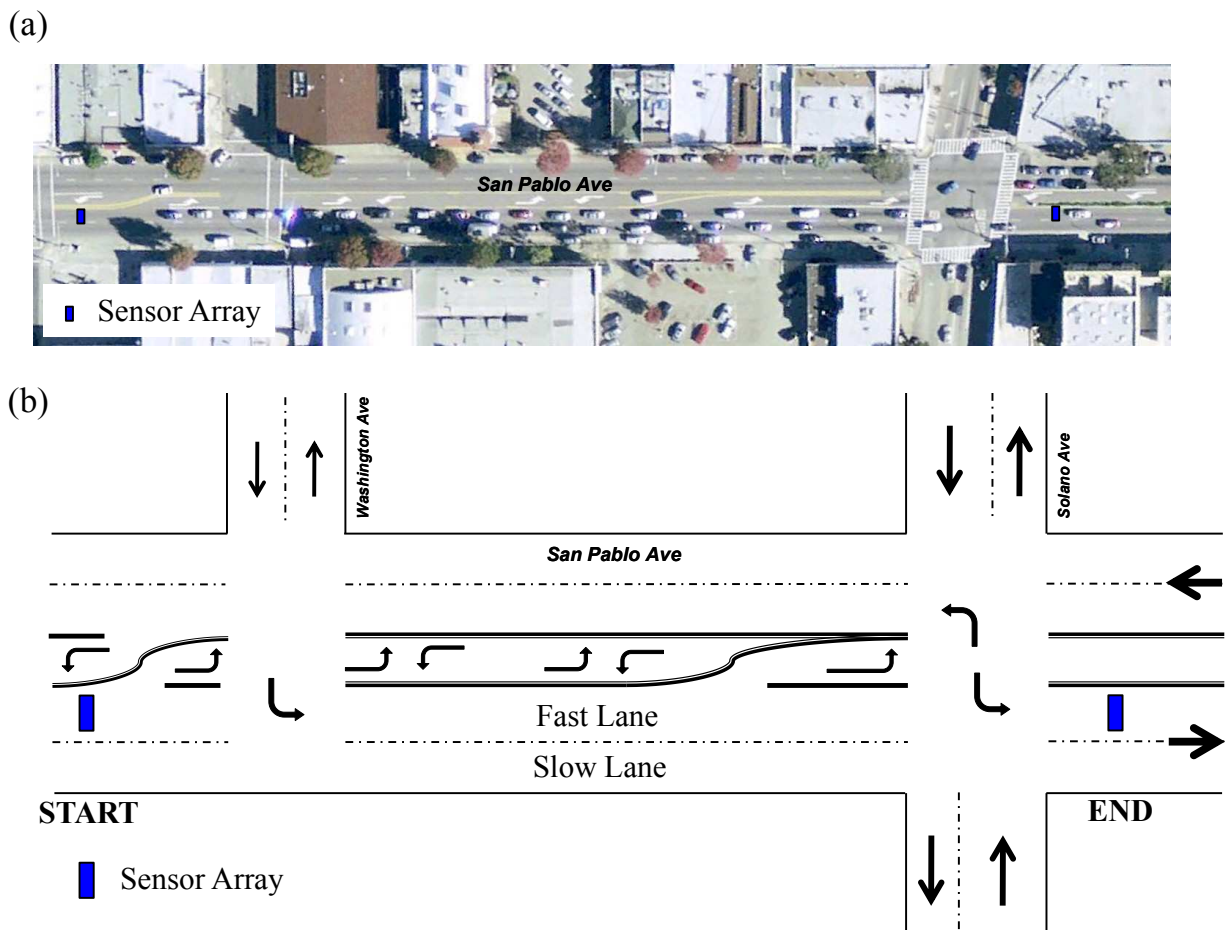 (a)
San Pablo Ave
Sensor Array
(b)
Washington Ave
Solano Ave
San Pablo Ave
Fast Lane
Slow Lane
START
END
Sensor Array